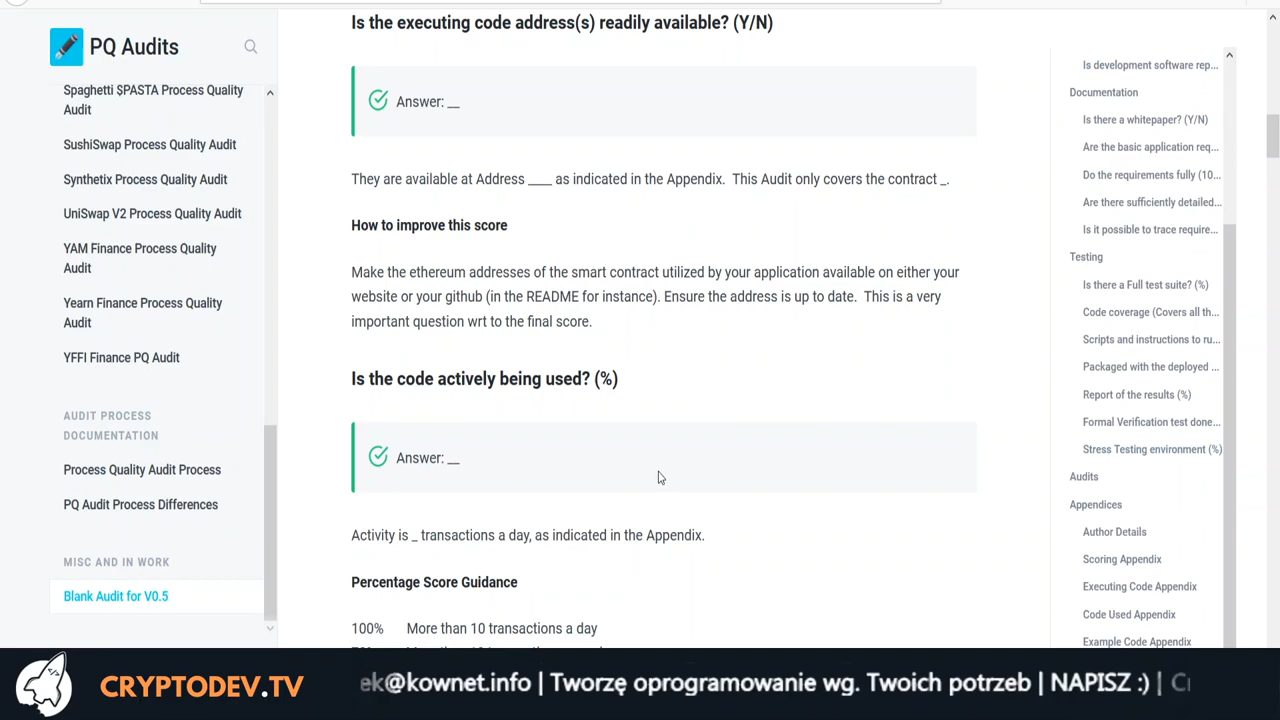 PQ Audits
Spaghetti $PASTA Process Quality
Audit
SushiSwap Process Quality Audit
Synthetix Process Quality Audit
UniSwap V2 Process Quality Audit
YAM Finance Process Quality
Audit
Yearn Finance Process Quality
Audit
YFFI Finance PQ Audit
AUDIT PROCESS
DOCUMENTATION
Process Quality Audit Process
PQ Audit Process Differences
MISC AND IN WORK
Blank Audit for V0.5
Is the executing code address(s) readily available? (Y/N)
Answer: __
They are available at Address ____ as indicated in the Appendix. This Audit only covers the contract _.
How to improve this score
Make the ethereum addresses of the smart contract utilized by your application available on either your
website or your github (in the README for instance). Ensure the address is up to date. This is a very
important question wrt to the final score.
Is the code actively being used? (%)
Answer: __
Activity is _ transactions a day, as indicated in the Appendix.
Percentage Score Guidance
100% More than 10 transactions a day
Is development software rep...
Documentation
Is there a whitepaper? (Y/N)
Are the basic application req...
Do the requirements fully (10...
Are there sufficiently detailed...
Is it possible to trace require...
Testing
Is there a Full test suite? (%)
Code coverage (Covers all th...
Scripts and instructions to ru...
Packaged with the deployed ...
Report of the results (%)
Formal Verification test done...
Stress Testing environment (%)
Audits
Appendices
Author Details
Scoring Appendix
Executing Code Appendix
Code Used Appendix
Example Code Appendix
CRYPTODEV.TV
ek@kownet.info | Tworzę oprogramowanie wg. Twoich potrzeb | NAPISZ :) |